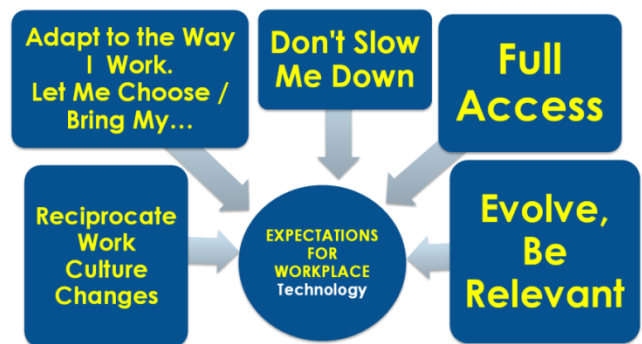 Adapt to the Way
I Work.
Let Me Choose /
Bring My...
Don't Slow
Me Down
Full
Access
Reciprocate
Work
Culture
Changes
EXPECTATIONS
FOR
WORKPLACE
Technology
Evolve,
Be
Relevant